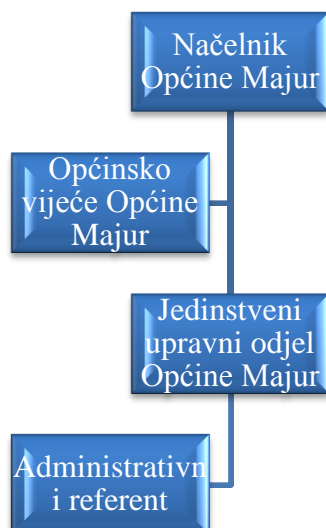 Načelnik
Općine Majur
Općinsko
vijeće Općine
Majur
Jedinstveni
upravni odjel
Općine Majur
Administrativn
i referent